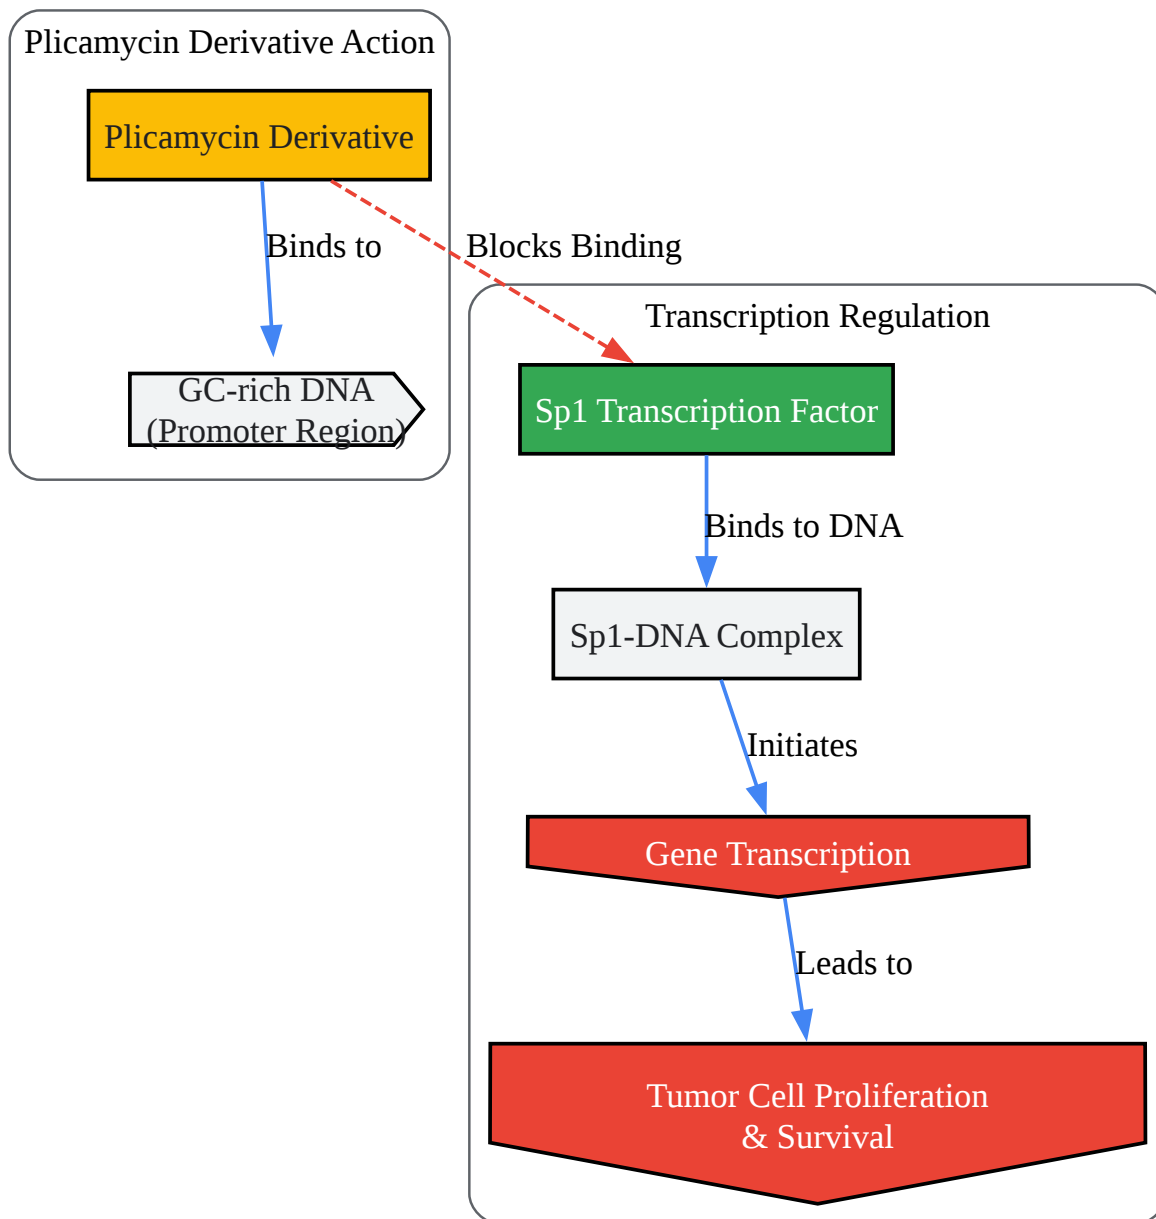 Plicamycin Derivative Action
Plicamycin Derivative
Binds to
Blocks Binding
GC-rich DNA
(Promoter Region)
Transcription Regulation
Sp1 Transcription Factor
Binds to DNA
Sp1-DNA Complex
Initiates
Gene Transcription
Leads to
Tumor Cell Proliferation
& Survival